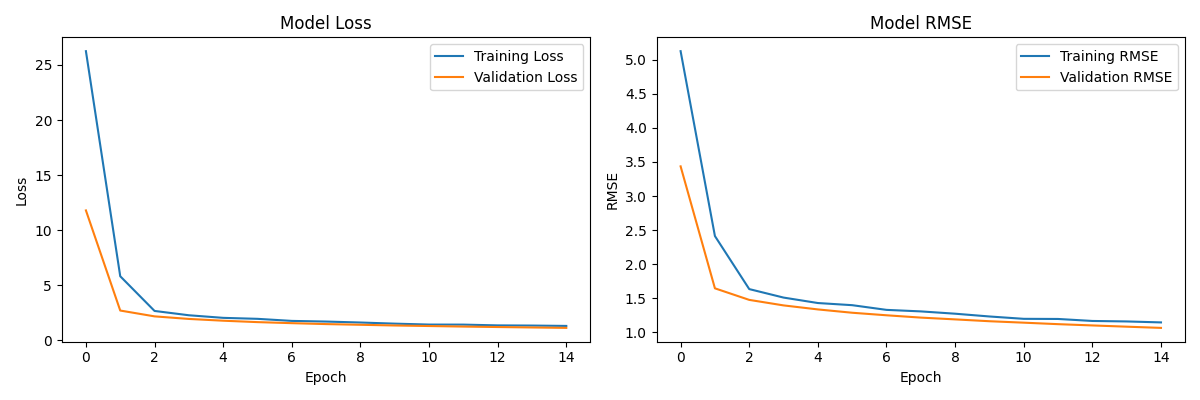 Model Loss
Training Loss
Validation Loss
25
20
15
10
5
0
Loss
0 2 4 6 8 10 12 14
Epoch
Model RMSE
Training RMSE
Validation RMSE
5.0
4.5
4.0
3.5
3.0
2.5
2.0
1.5
1.0
RMSE
0 2 4 6 8 10 12 14
Epoch